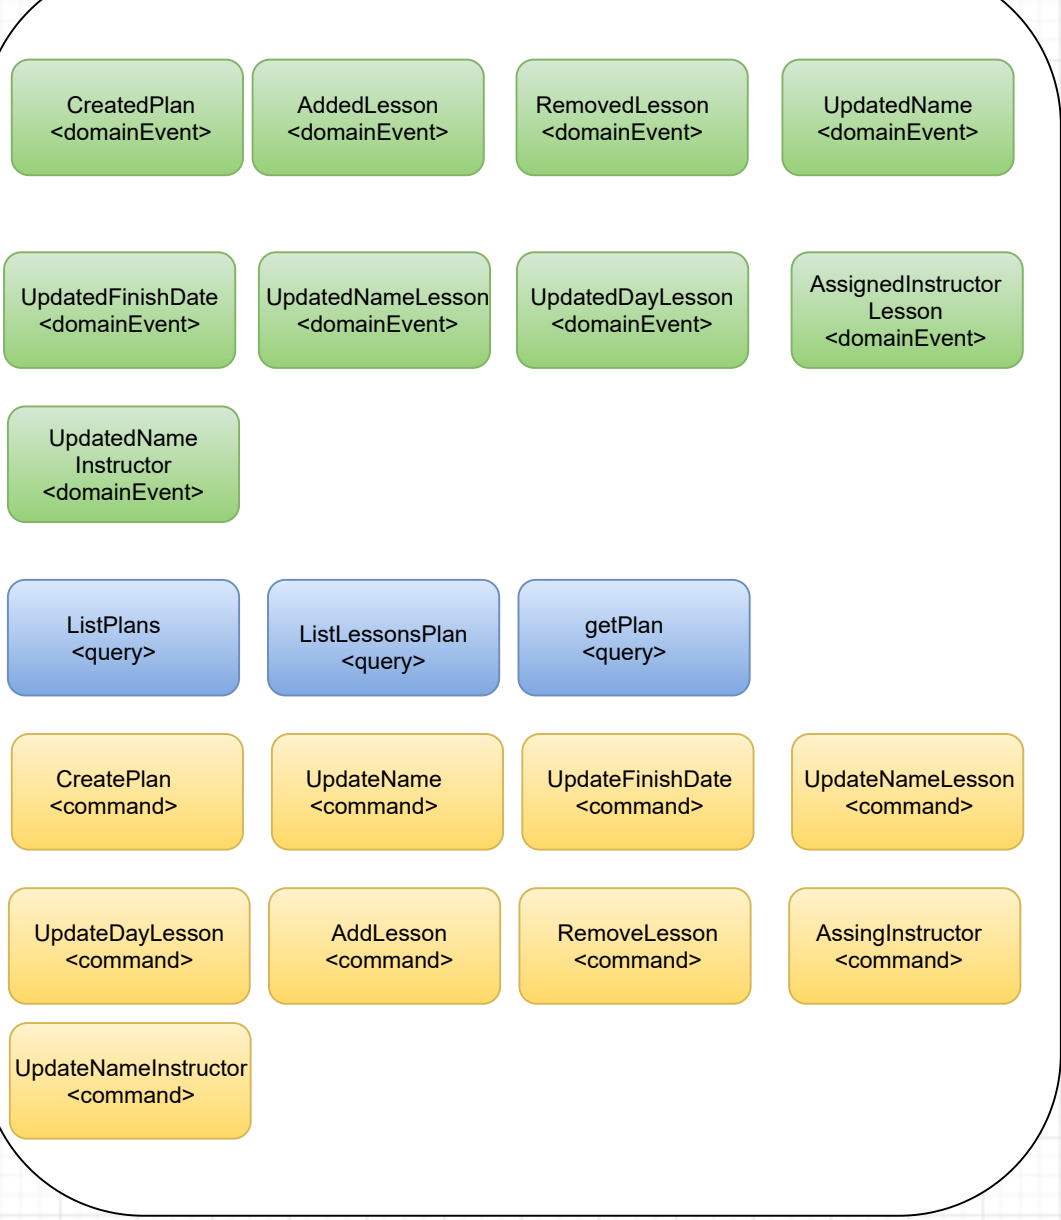 CreatedPlan
<domainEvent>
AddedLesson
<domainEvent>
RemovedLesson
<domainEvent>
UpdatedName
<domainEvent>
UpdatedFinishDate
<domainEvent>
UpdatedNameLesson
<domainEvent>
UpdatedDayLesson
<domainEvent>
AssignedInstructor
Lesson
<domainEvent>
UpdatedName
Instructor
<domainEvent>
ListPlans
<query>
ListLessonsPlan
<query>
getPlan
<query>
CreatePlan
<command>
UpdateName
<command>
UpdateFinishDate
<command>
UpdateNameLesson
<command>
UpdateDayLesson
<command>
AddLesson
<command>
RemoveLesson
<command>
AssingInstructor
<command>
UpdateNameInstructor
<command>